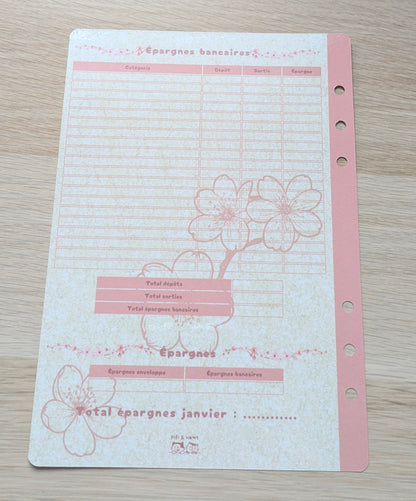 Épargnes bancaires
Catégorie Dépôt Sortie Épargne
Total dépôts
Total sorties
Total épargnes bancaires
Épargnes
Épargnes enveloppe Épargnes bancaires
Total épargnes janvier : ............